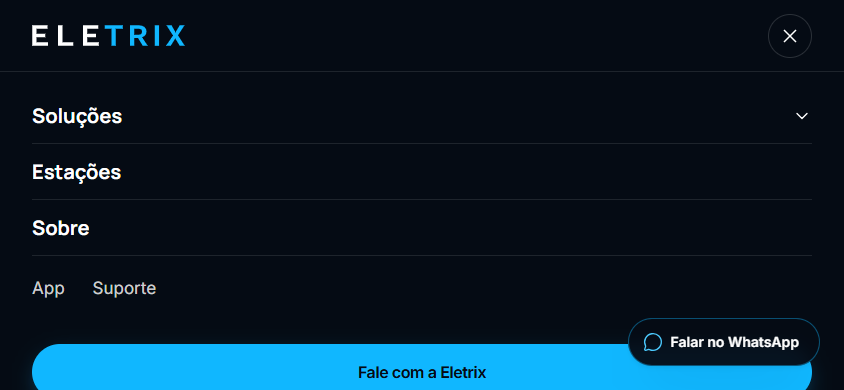 ELETRIX
Soluções
Estações
Sobre
App Suporte
Falar no WhatsApp
Fale com a Eletrix